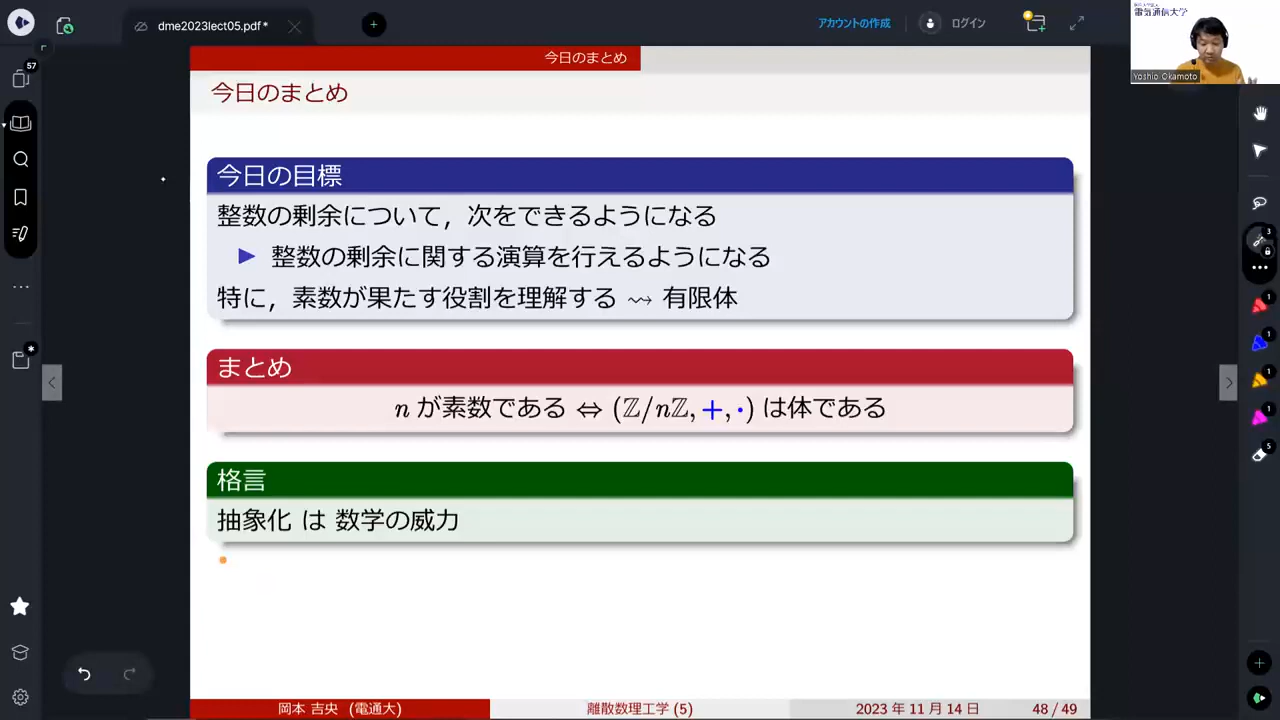 dme2023lect05.pdf*
アカウントの作成
ログイン
電気通信大学
Yoshio Okamoto
57
今日のまとめ
今日のまとめ
今日の目標
整数の剰余について，次をできるようになる
▶ 整数の剰余に関する演算を行えるようになる
特に，素数が果たす役割を理解する ⇝ 有限体
まとめ
n が素数である ⇔ (ℤ/nℤ, +, ·) は体である
格言
抽象化 は 数学の威力
3
1
1
1
1
5
岡本 吉央 (電通大)
離散数理工学 (5)
2023 年 11 月 14 日
48 / 49